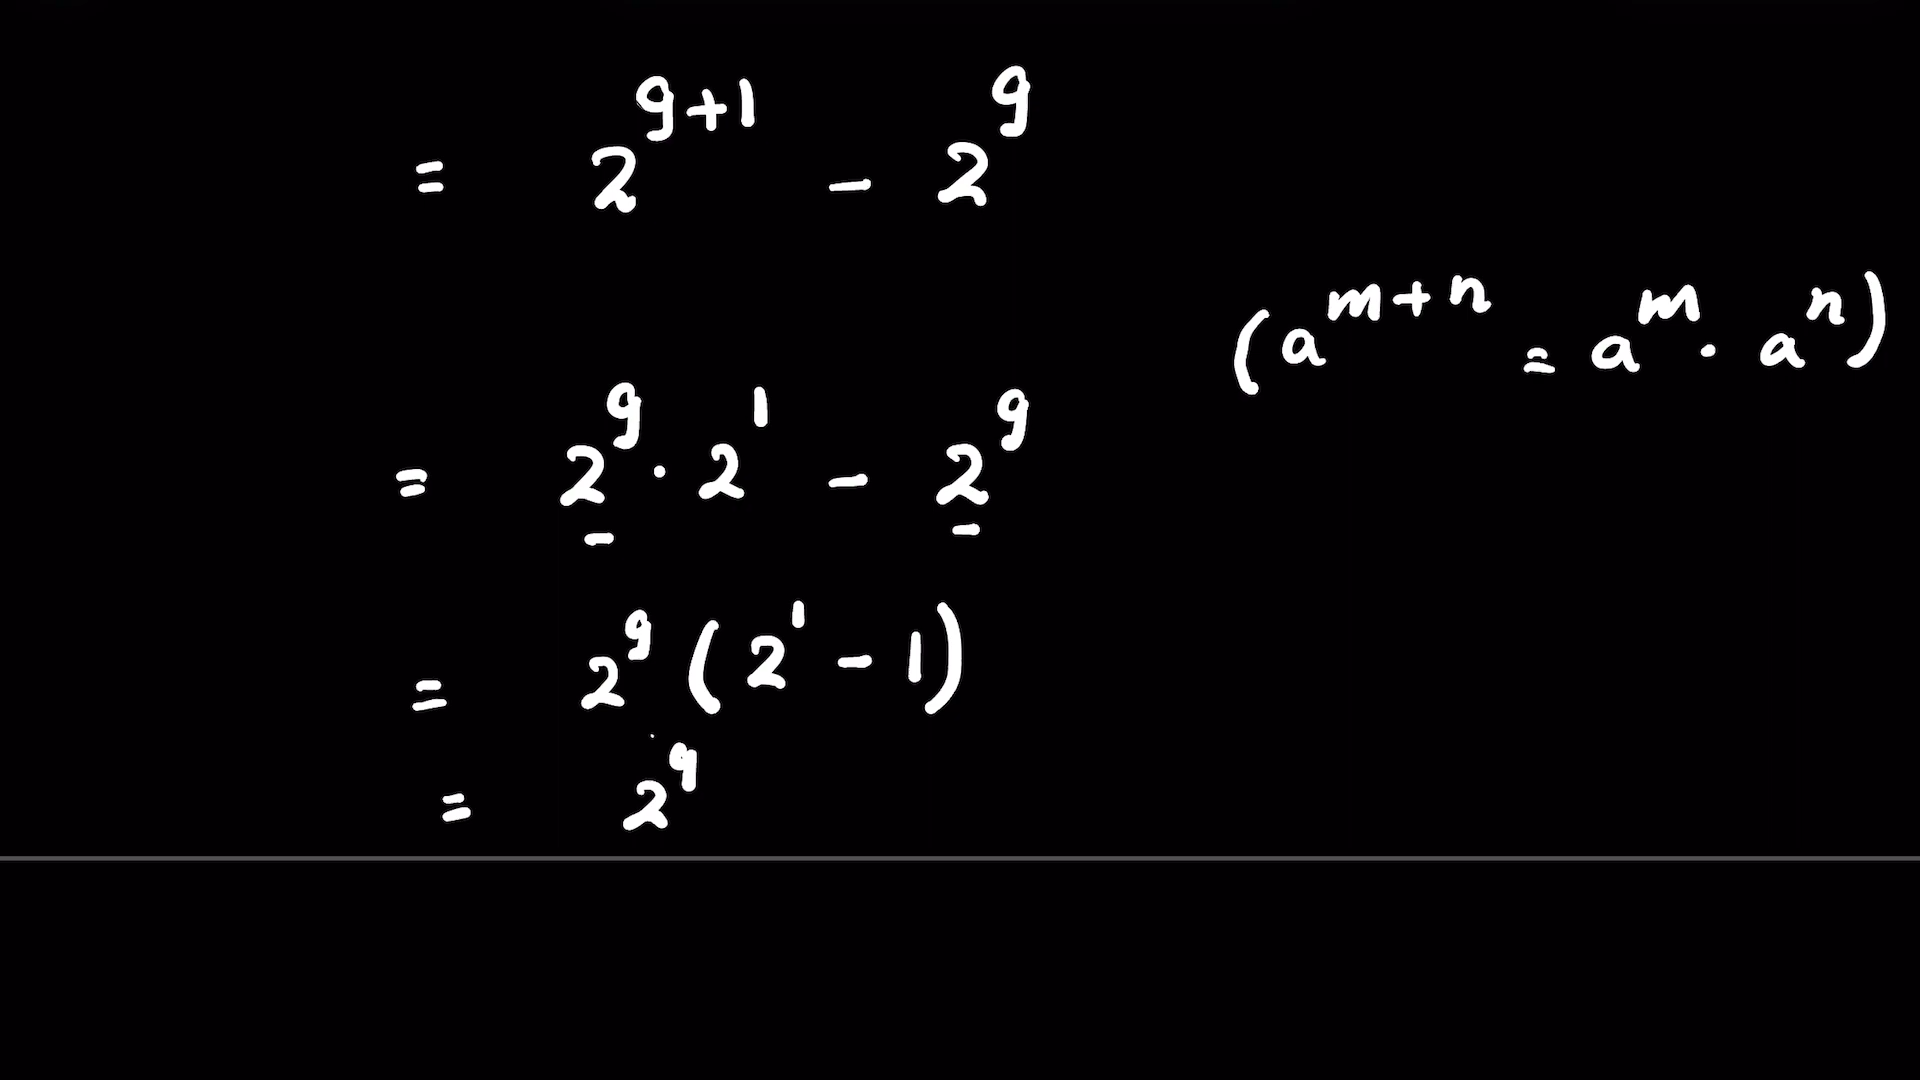 = 2^{9+1} - 2^9
(a^{m+n} = a^m · a^n)
= 2^9 · 2^1 - 2^9
= 2^9 (2^1 - 1)
= 2^9